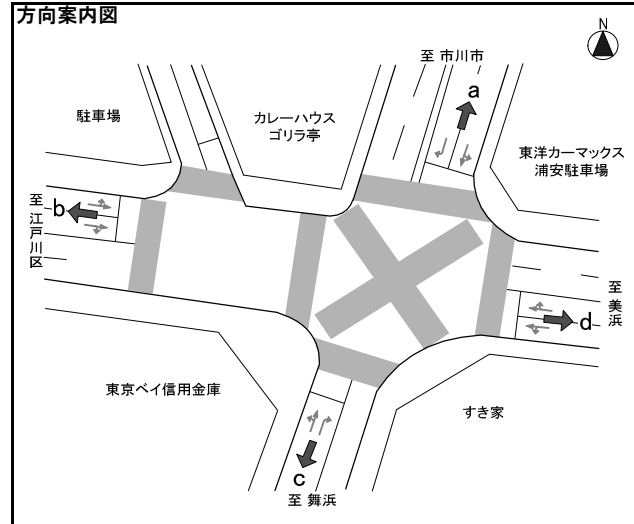 方向案内図
N
至 市川市
a
駐車場
カレーハウス
ゴリラ亭
東洋カーマックス
浦安駐車場
至 江戸川区
b
至 美浜
d
東京ベイ信用金庫
すき家
c
至 舞浜